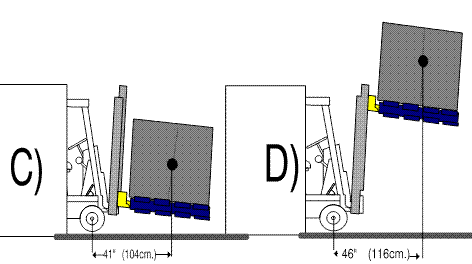 C)
D)
41" (104cm.)
46" (116cm.)